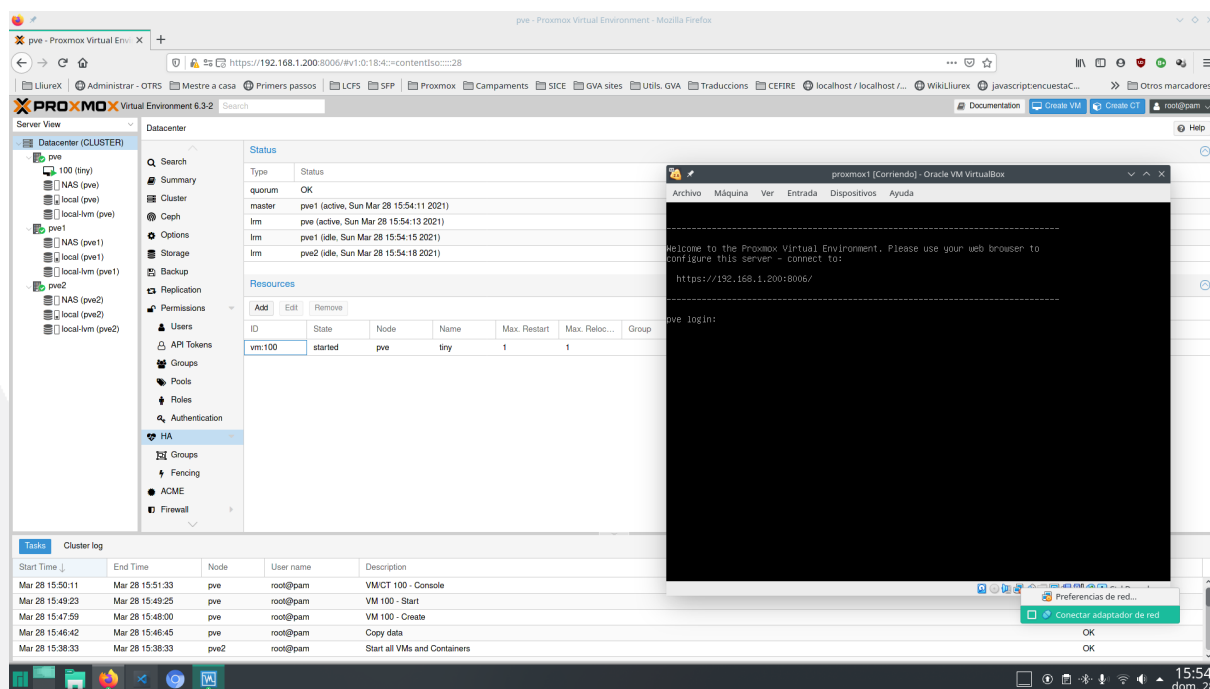 pve - Proxmox Virtual Environment - Mozilla Firefox
pve - Proxmox Virtual Env
https://192.168.1.200:8006/#v1:0:18:4::=contentIso:::::28
LliureX Administrar - OTRS Mestre a casa Primers passos LCFS SFP Proxmox Campaments SICE GVA sites Utils. GVA Traduccions CEFIRE localhost / localhost /... WikiLliurex javascript:encuestaC... Otros marcadores
PROXMOX Virtual Environment 6.3-2 Search Documentation Create VM Create CT root@pam
Server View
Datacenter (CLUSTER)
pve
100 (tiny)
NAS (pve)
local (pve)
local-lvm (pve)
pve1
NAS (pve1)
local (pve1)
local-lvm (pve1)
pve2
NAS (pve2)
local (pve2)
local-lvm (pve2)
Datacenter
Help
Search
Summary
Cluster
Ceph
Options
Storage
Backup
Replication
Permissions
Users
API Tokens
Groups
Pools
Roles
Authentication
HA
Groups
Fencing
ACME
Firewall
Status
Type Status
quorum OK
master pve1 (active, Sun Mar 28 15:54:11 2021)
lrm pve (active, Sun Mar 28 15:54:13 2021)
lrm pve1 (idle, Sun Mar 28 15:54:15 2021)
lrm pve2 (idle, Sun Mar 28 15:54:18 2021)
Resources
Add Edit Remove
ID State Node Name Max. Restart Max. Reloc... Group
vm:100 started pve tiny 1 1
proxmox1 [Corriendo] - Oracle VM VirtualBox
Archivo Máquina Ver Entrada Dispositivos Ayuda
Welcome to the Proxmox Virtual Environment. Please use your web browser to
configure this server - connect to:
https://192.168.1.200:8006/
pve login:
Preferencias de red...
Conectar adaptador de red
Tasks Cluster log
Start Time ↓ End Time Node User name Description
Mar 28 15:50:11 Mar 28 15:51:33 pve root@pam VM/CT 100 - Console
Mar 28 15:49:23 Mar 28 15:49:25 pve root@pam VM 100 - Start
Mar 28 15:47:59 Mar 28 15:48:00 pve root@pam VM 100 - Create
Mar 28 15:46:42 Mar 28 15:46:45 pve root@pam Copy data OK
Mar 28 15:38:33 Mar 28 15:38:33 pve2 root@pam Start all VMs and Containers OK
15:54